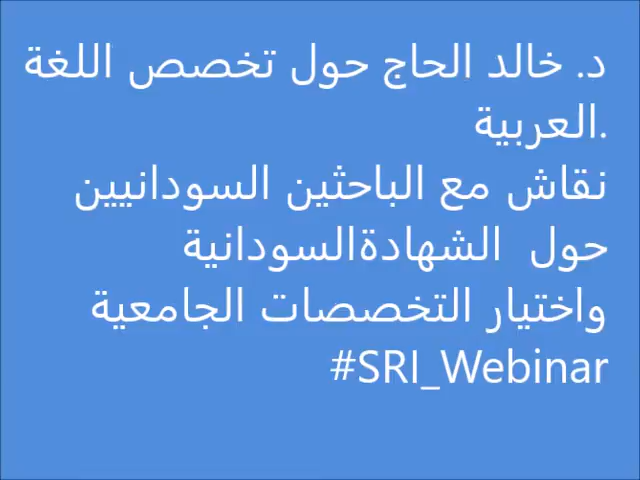 د. خالد الحاج حول تخصص اللغة
العربية.
نقاش مع الباحثين السودانيين
حول  الشهادةالسودانية
واختيار التخصصات الجامعية
#SRI_Webinar